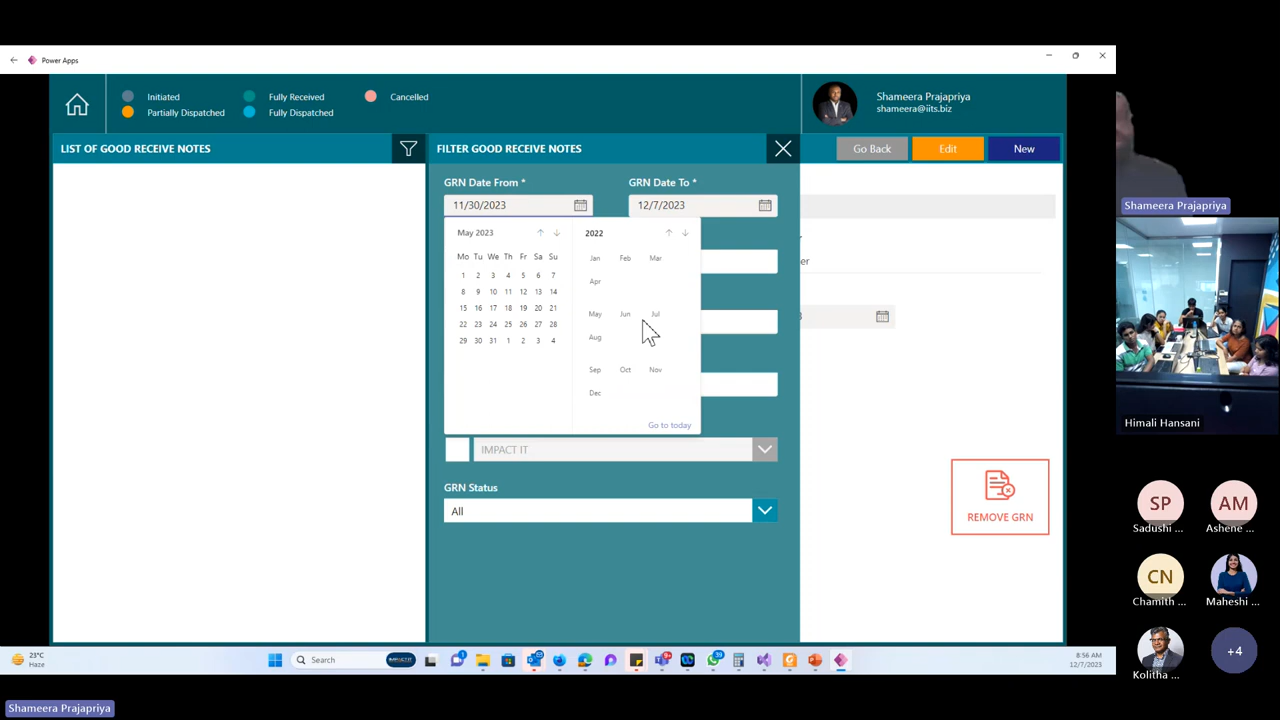 Power Apps
Initiated
Fully Received
Cancelled
Partially Dispatched
Fully Dispatched
Shameera Prajapriya
shameera@iits.biz
LIST OF GOOD RECEIVE NOTES
FILTER GOOD RECEIVE NOTES
Go Back
Edit
New
GRN Date From *
GRN Date To *
11/30/2023
12/7/2023
May 2023
2022
Mo Tu We Th Fr Sa Su
1 2 3 4 5 6 7
8 9 10 11 12 13 14
15 16 17 18 19 20 21
22 23 24 25 26 27 28
29 30 31 1 2 3 4
Jan Feb Mar
Apr
May Jun Jul
Aug
Sep Oct Nov
Dec
Go to today
er
IMPACT IT
GRN Status
All
REMOVE GRN
Shameera Prajapriya
Himali Hansani
SP
AM
Sadushi ...
Ashene ...
CN
Chamith ...
Maheshi ...
Kolitha ...
+4
23°C
Haze
Search
8:56 AM
12/7/2023
Shameera Prajapriya